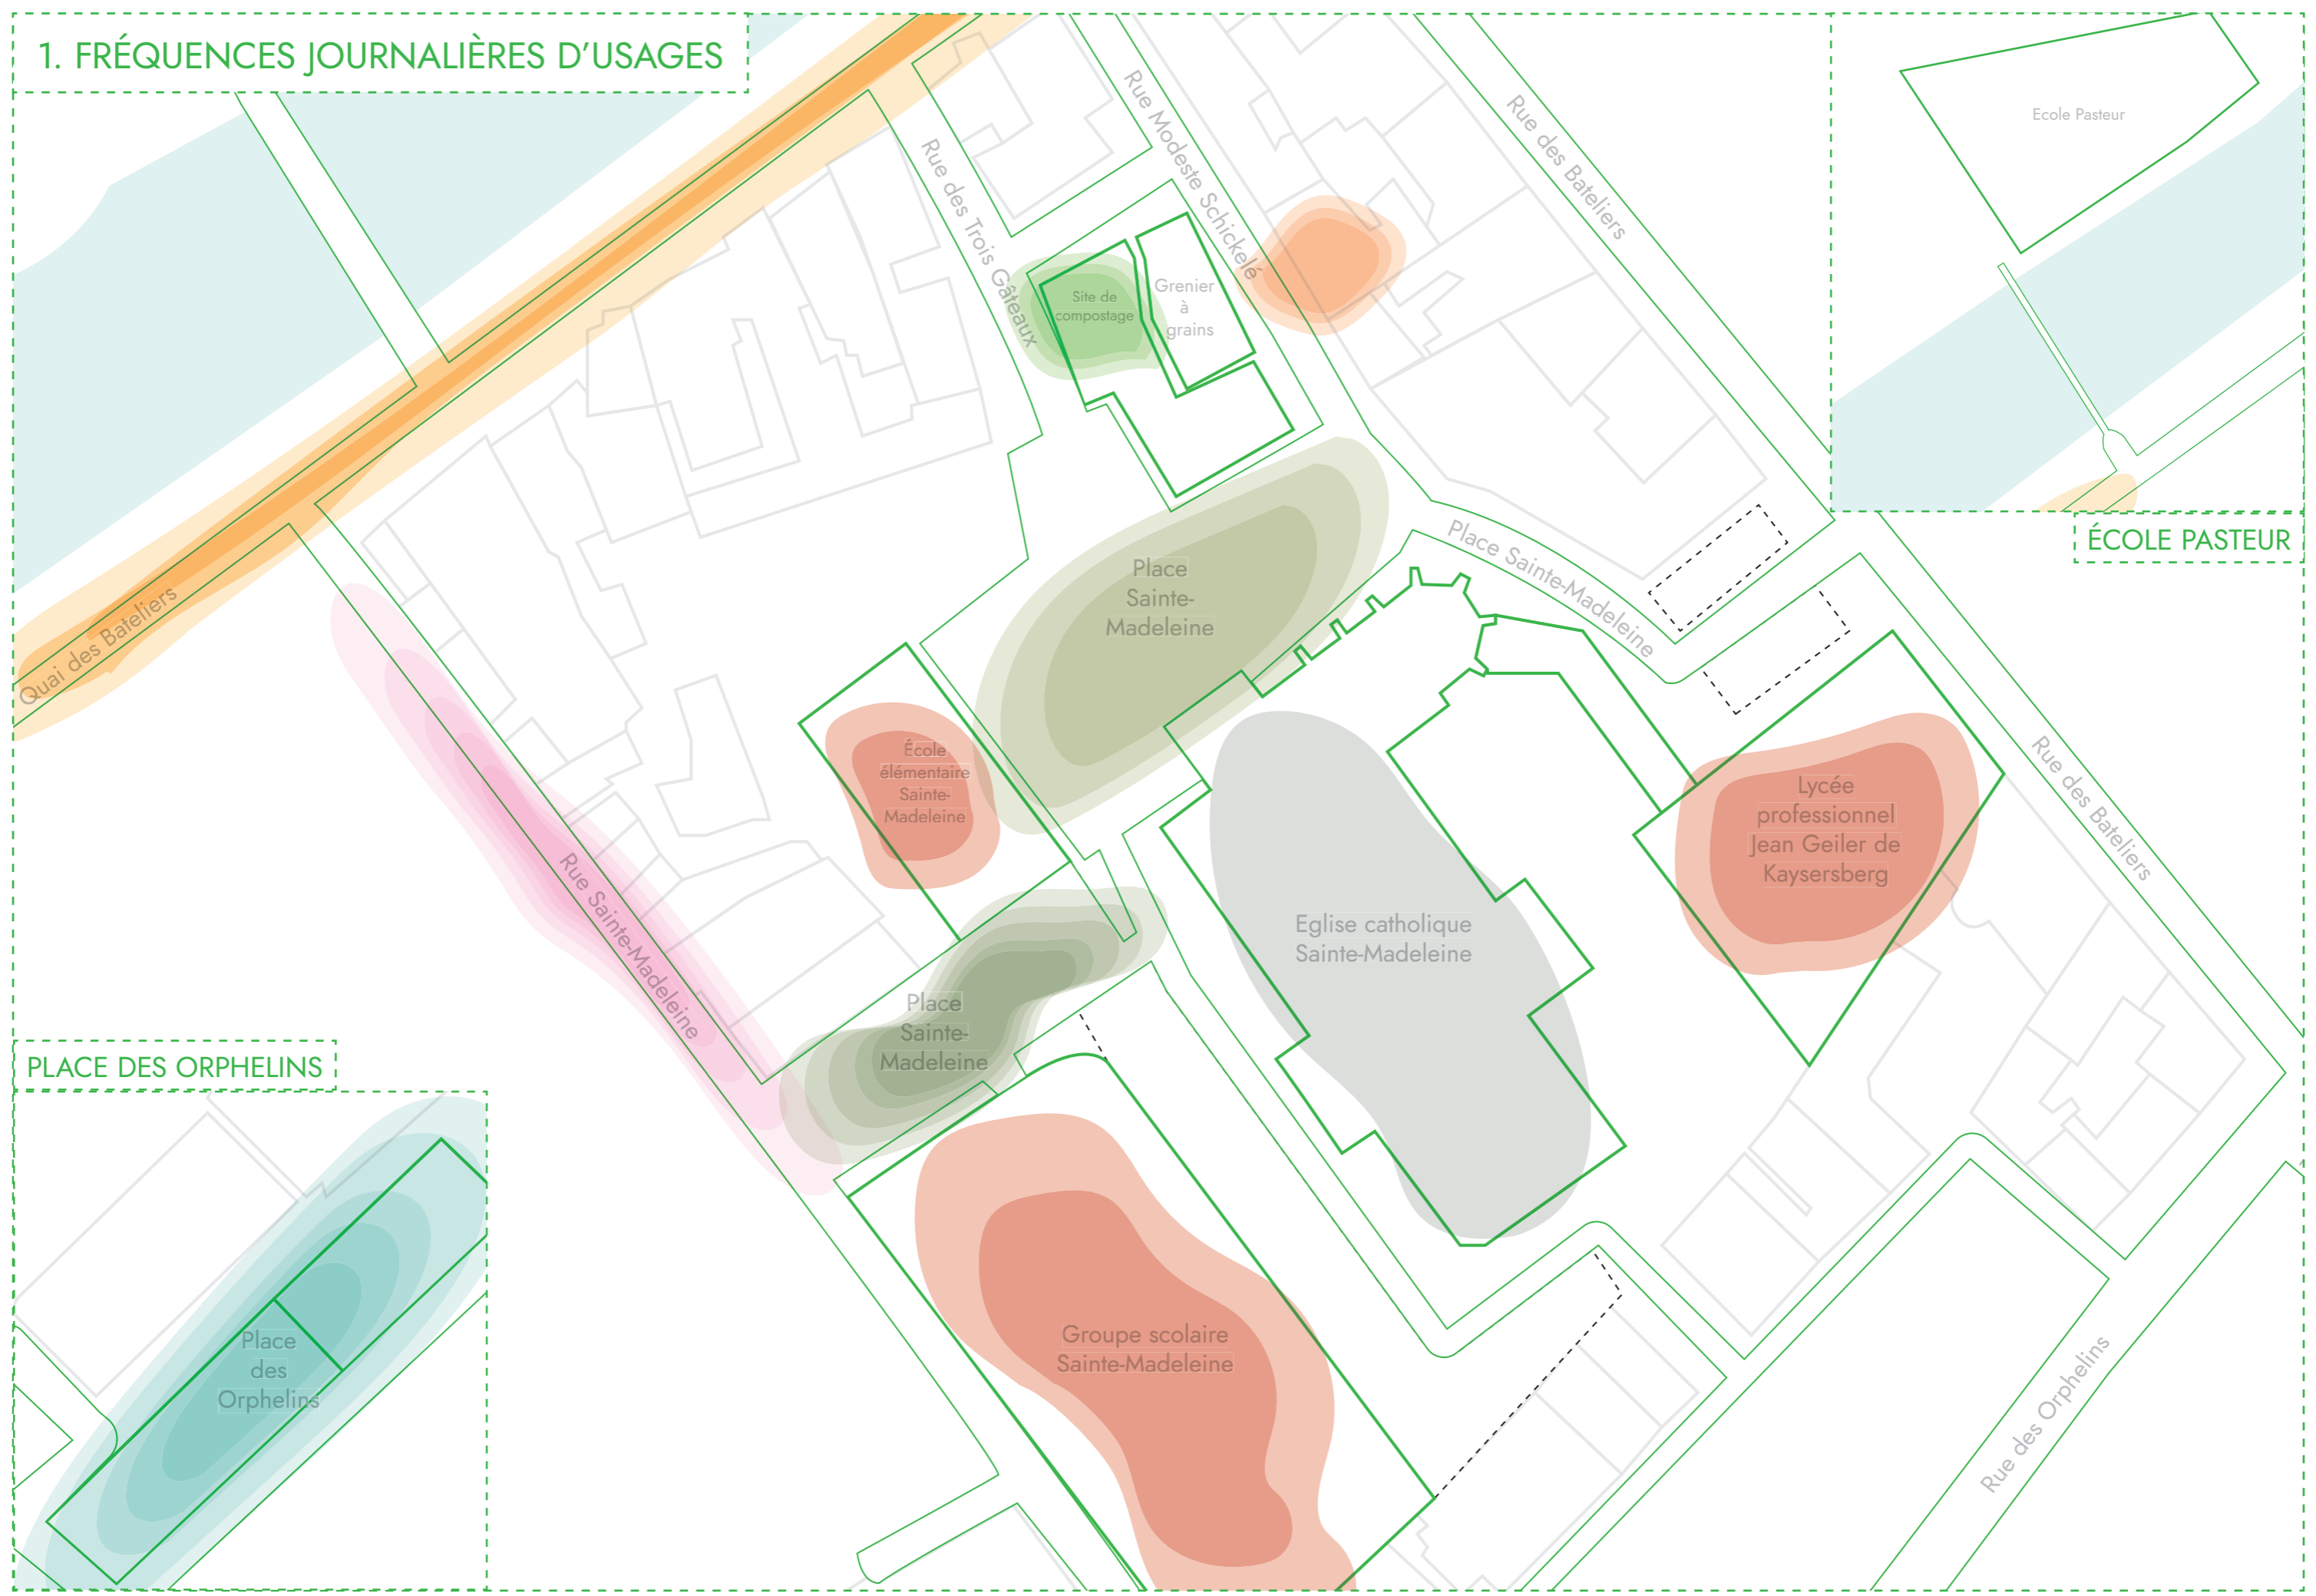 1. FRÉQUENCES JOURNALIÈRES D'USAGES
Rue Modeste Schickelé
Rue des Bateliers
Ecole Pasteur
Rue des Trois Gâteaux
Site de
compostage
Grenier
à
grains
ÉCOLE PASTEUR
Quai des Bateliers
Place
Sainte-
Madeleine
Place Sainte-Madeleine
École
élémentaire
Sainte-
Madeleine
Lycée
professionnel
Jean Geiler de
Kaysersberg
Rue des Bateliers
Rue Sainte-Madeleine
Eglise catholique
Sainte-Madeleine
Place
Sainte-
Madeleine
PLACE DES ORPHELINS
Place
des
Orphelins
Groupe scolaire
Sainte-Madeleine
Rue des Orphelins